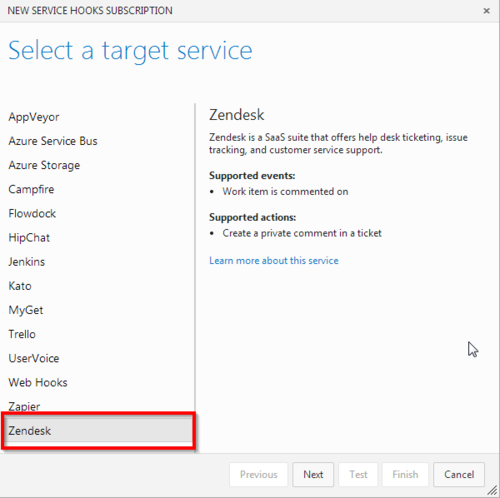 NEW SERVICE HOOKS SUBSCRIPTION
Select a target service
AppVeyor
Azure Service Bus
Azure Storage
Campfire
Flowdock
HipChat
Jenkins
Kato
MyGet
Trello
UserVoice
Web Hooks
Zapier
Zendesk
Zendesk
Zendesk is a SaaS suite that offers help desk ticketing, issue
tracking, and customer service support.
Supported events:
• Work item is commented on
Supported actions:
• Create a private comment in a ticket
Learn more about this service
Previous Next Test Finish Cancel